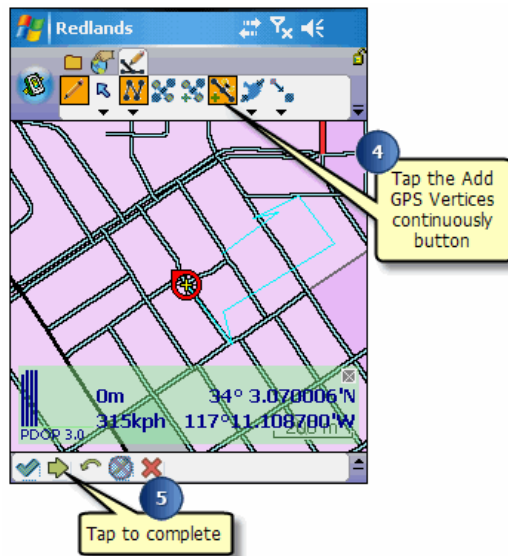 Redlands
4
Tap the Add
GPS Vertices
continuously
button
0m
34° 3.070006'N
315kph
117°11.108700'W
PDOP 3.0
200 m
5
Tap to complete